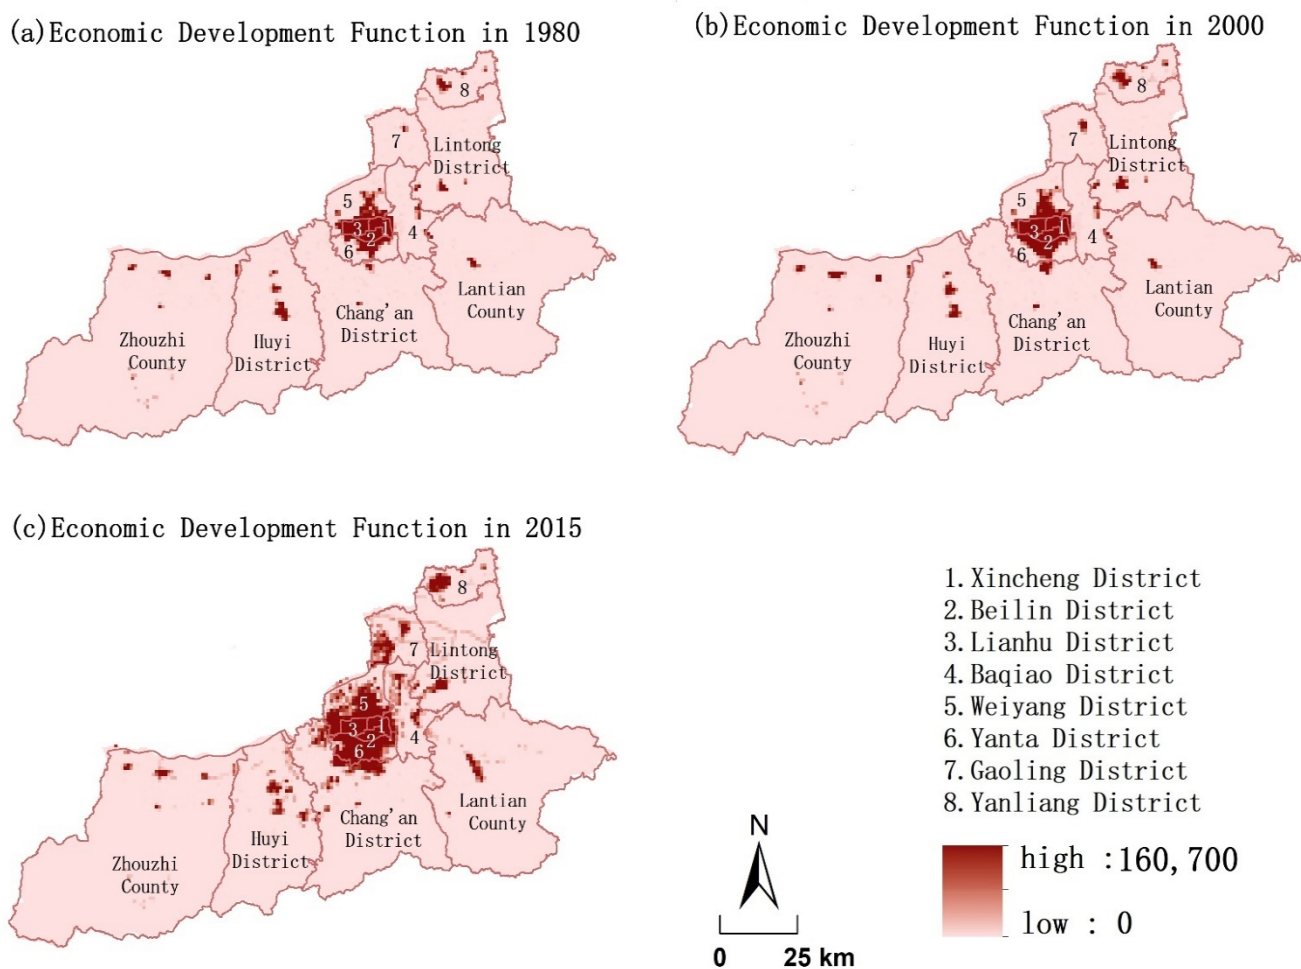 (a)Economic Development Function in 1980
8
7
Lintong
District
5
3
1
2
4
6
Lantian
County
Chang'an
District
Zhouzhi
County
Huyi
District
(b)Economic Development Function in 2000
8
7
Lintong
District
5
3
1
2
4
6
Lantian
County
Chang'an
District
Zhouzhi
County
Huyi
District
(c)Economic Development Function in 2015
8
7
Lintong
District
5
3
1
2
4
6
Lantian
County
Chang'an
District
Huyi
District
Zhouzhi
County
1.Xincheng District
2.Beilin District
3.Lianhu District
4.Baqiao District
5.Weiyang District
6.Yanta District
7.Gaoling District
8.Yanliang District
high :160,700
low : 0
N
0 25 km